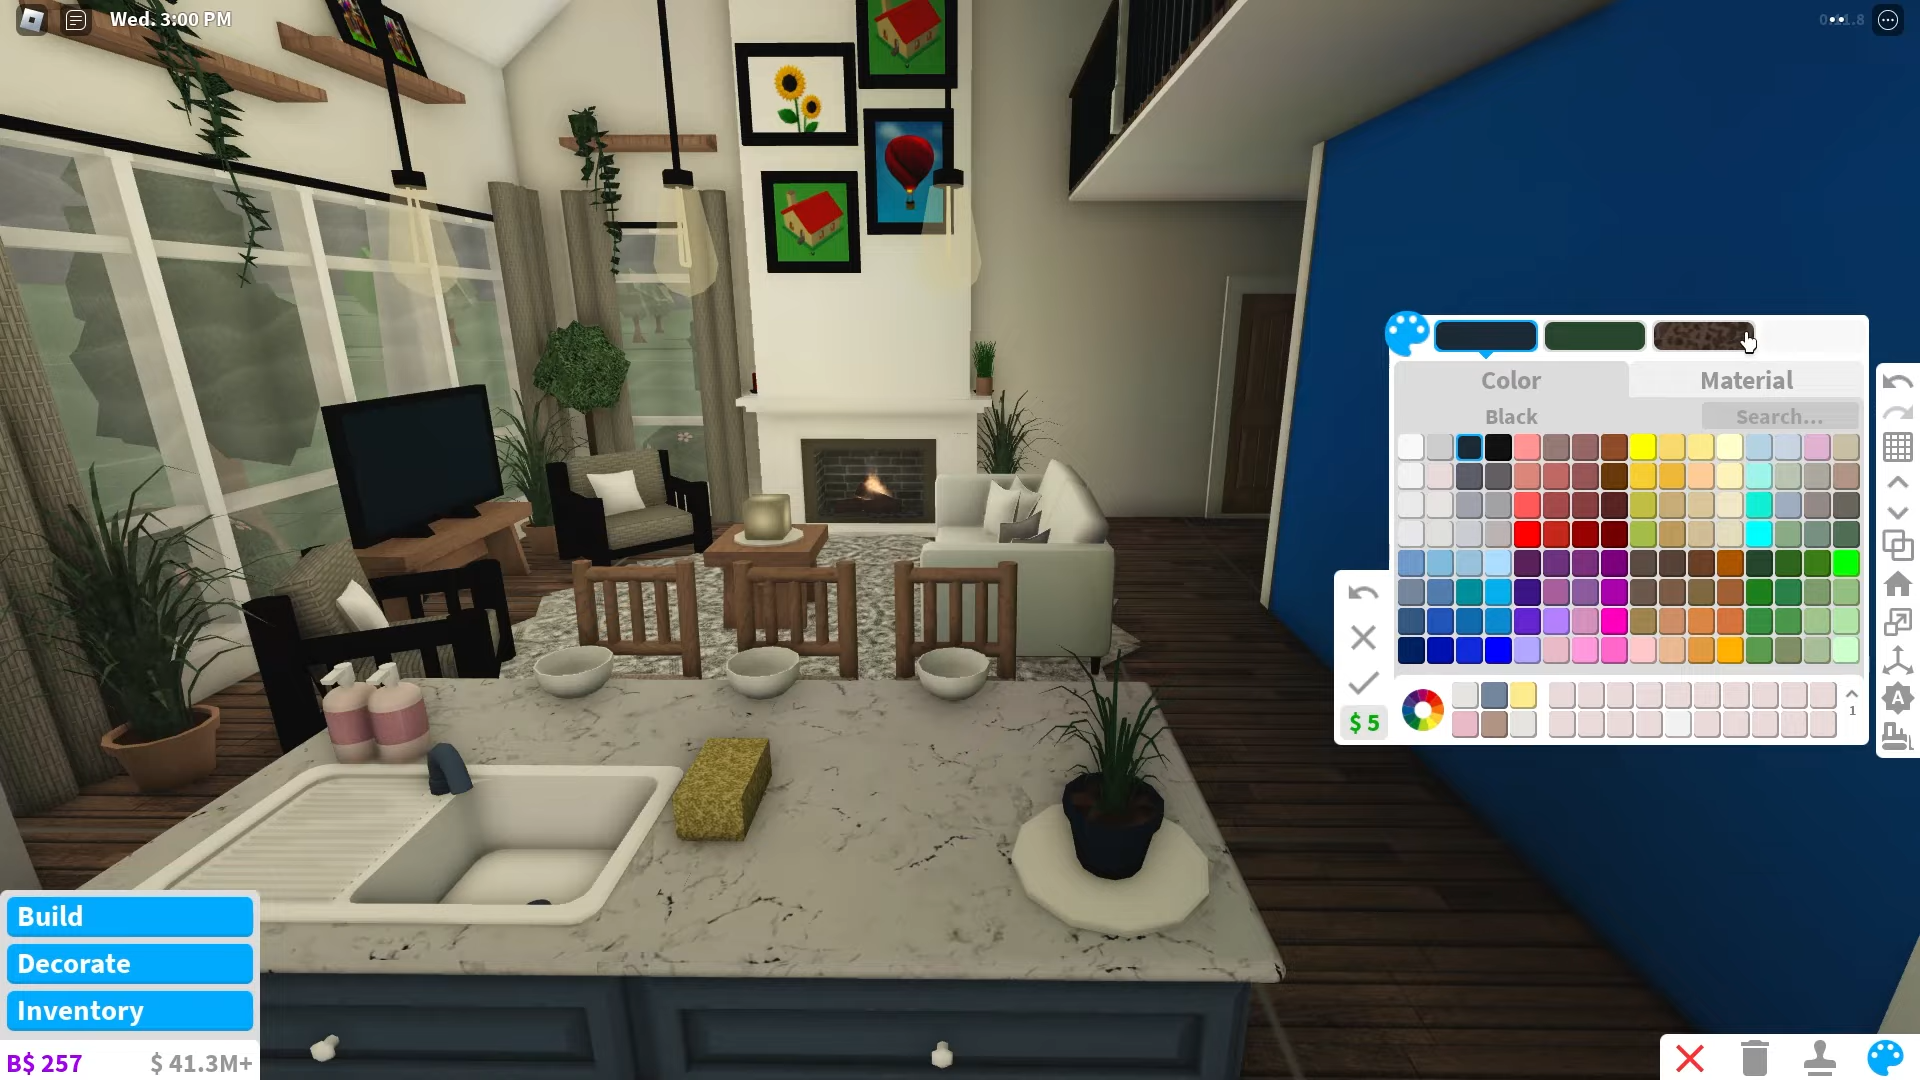 Wed. 3:00 PM
Color
Material
Black
Search...
1
A
$ 5
Build
Decorate
Inventory
B$ 257
$ 41.3M+